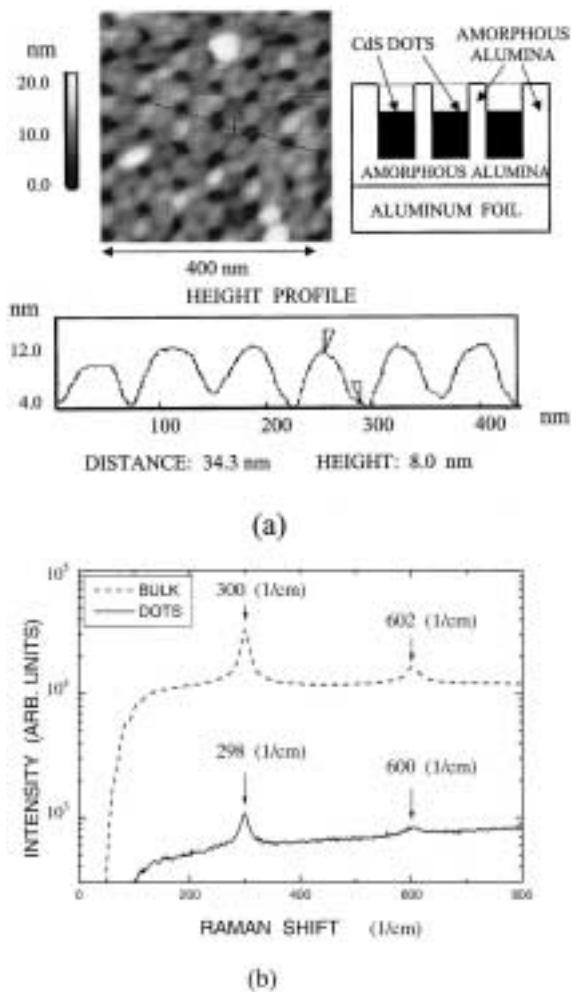 nm
20.0
10.0
0.0
400 nm
CdS DOTS
AMORPHOUS
ALUMINA
AMORPHOUS ALUMINA
ALUMINUM FOIL
HEIGHT PROFILE
nm
12.0
4.0
100
200
300
400
nm
DISTANCE: 34.3 nm HEIGHT: 8.0 nm
(a)
BULK
DOTS
300 (1/cm)
602 (1/cm)
298 (1/cm)
600 (1/cm)
INTENSITY (ARB. UNITS)
10⁴
10³
0
200
400
600
800
RAMAN SHIFT (1/cm)
(b)